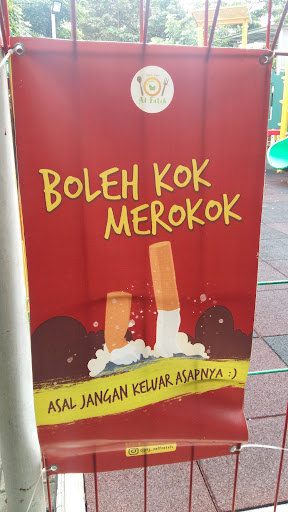 Al Fatih
BOLEH KOK
MEROKOK
ASAL JANGAN KELUAR ASAPNYA :)